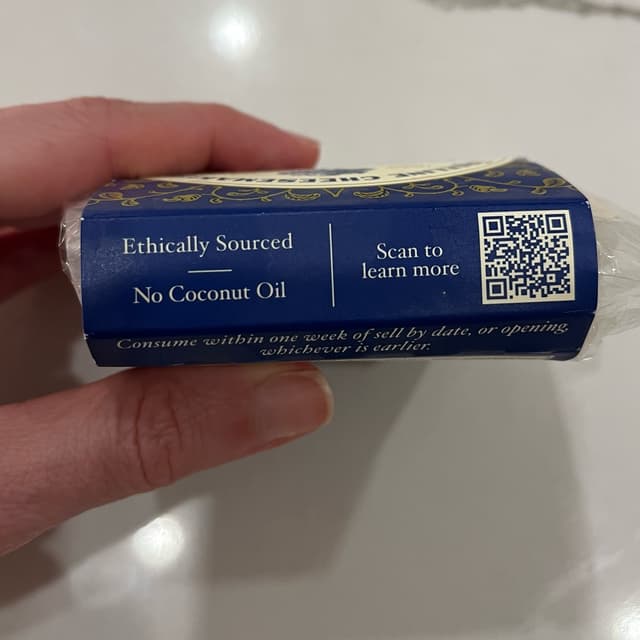 Ethically Sourced
No Coconut Oil
Scan to
learn more
Consume within one week of sell by date, or opening,
whichever is earlier.